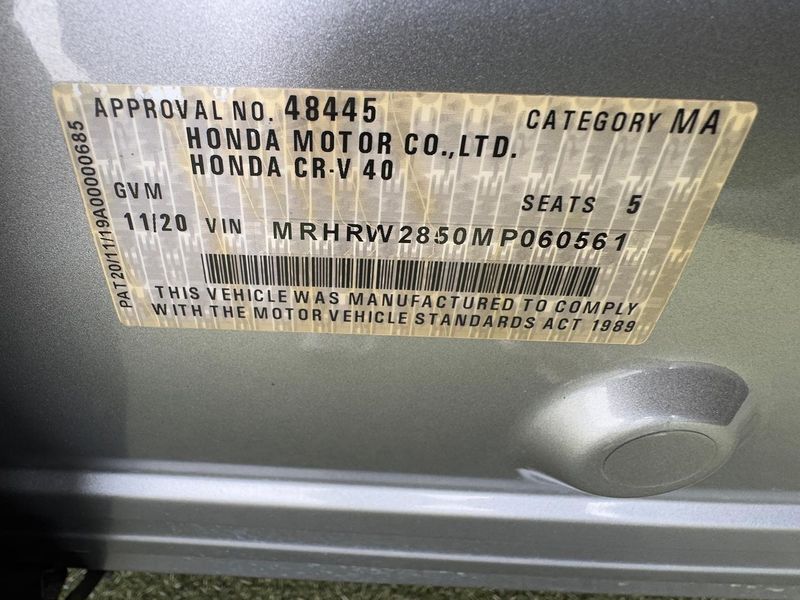 APPROVAL NO. 48445 CATEGORY MA
HONDA MOTOR CO.,LTD.
HONDA CR-V 40
GVM SEATS 5
11/20 VIN MRHRW2850MP060561
THIS VEHICLE WAS MANUFACTURED TO COMPLY
WITH THE MOTOR VEHICLE STANDARDS ACT 1989
PAT20/11/19A00000685